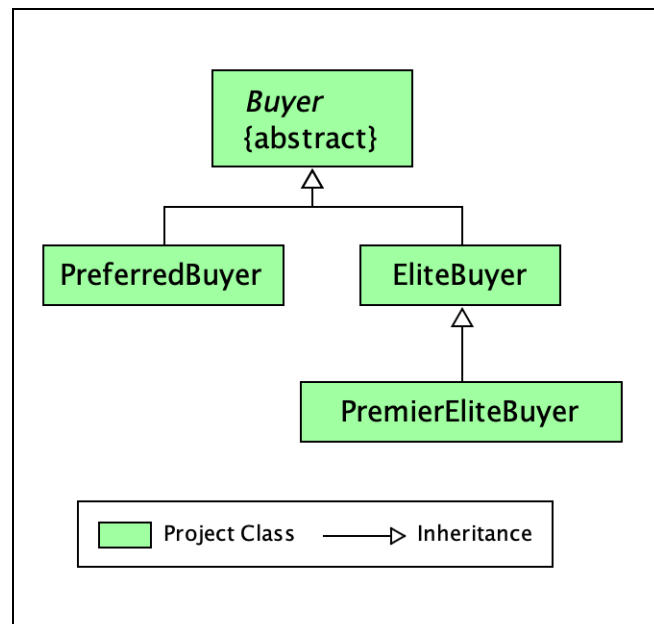 Buyer
{abstract}
PreferredBuyer
EliteBuyer
PremierEliteBuyer
Project Class
Inheritance